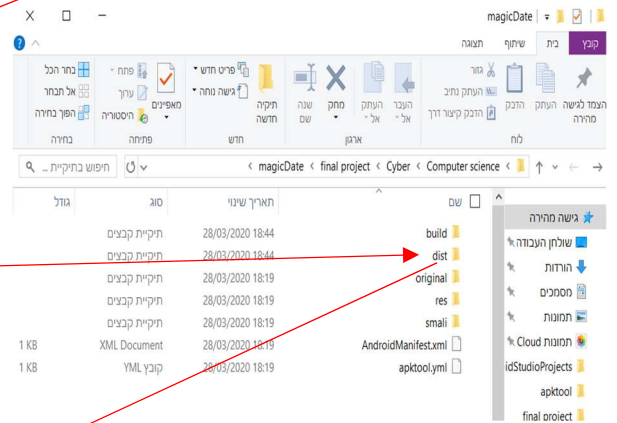 magicDate
קובץ
בית
שיתוף
תצוגה
הצמד לגישה מהירה
העתק
הדבק
גזור
העתק נתיב
הדבק קיצור דרך
לוח
העבר אל
העתק אל
מחק
שנה שם
ארגון
תיקיה חדשה
פריט חדש
גישה נוחה
חדש
מאפיינים
פתח
ערוך
היסטוריה
פתיחה
בחר הכל
אל תבחר
הפוך בחירה
בחירה
Computer science > Cyber > final project > magicDate >
חיפוש בתיקיית ...
שם
תאריך שינוי
סוג
גודל
build 28/03/2020 18:44 תיקיית קבצים
dist 28/03/2020 18:44 תיקיית קבצים
original 28/03/2020 18:19 תיקיית קבצים
res 28/03/2020 18:19 תיקיית קבצים
smali 28/03/2020 18:19 תיקיית קבצים
AndroidManifest.xml 28/03/2020 18:19 XML Document 1 KB
apktool.yml 28/03/2020 18:19 קובץ YML 1 KB
גישה מהירה
שולחן העבודה
הורדות
מסמכים
תמונות
תמונות Cloud
idStudioProjects
apktool
final project